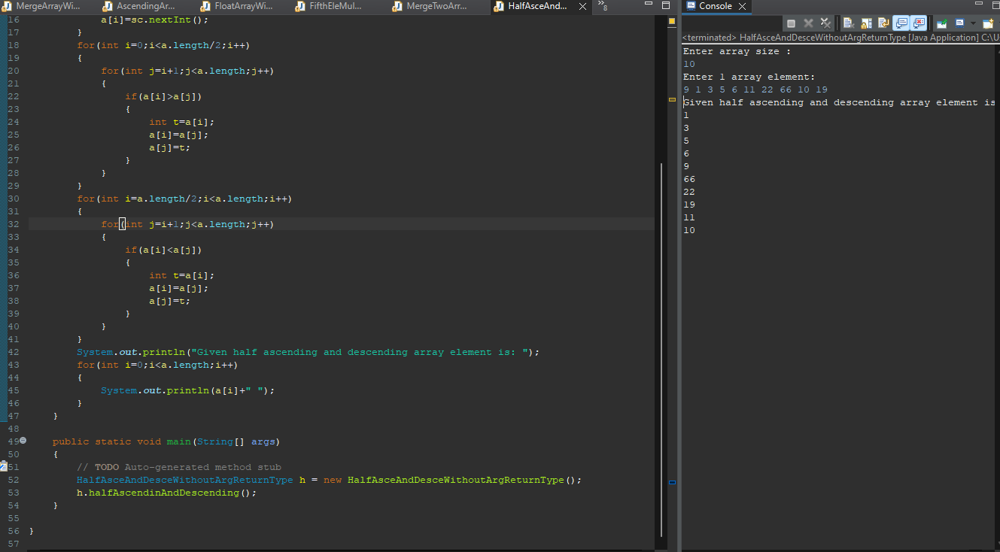 MergeArrayWi...
AscendingAr...
FloatArrayWi...
FifthEleMul...
MergeTwoArr...
HalfAsceAnd...
»8
16 a[i]=sc.nextInt();
17 }
18 for(int i=0;i<a.length/2;i++)
19 {
20 for(int j=i+1;j<a.length;j++)
21 {
22 if(a[i]>a[j])
23 {
24 int t=a[i];
25 a[i]=a[j];
26 a[j]=t;
27 }
28 }
29 }
30 for(int i=a.length/2;i<a.length;i++)
31 {
32 for(int j=i+1;j<a.length;j++)
33 {
34 if(a[i]<a[j])
35 {
36 int t=a[i];
37 a[i]=a[j];
38 a[j]=t;
39 }
40 }
41 }
42 System.out.println("Given half ascending and descending array element is: ");
43 for(int i=0;i<a.length;i++)
44 {
45 System.out.println(a[i]+" ");
46 }
47 }
48
49 public static void main(String[] args)
50 {
51 // TODO Auto-generated method stub
52 HalfAsceAndDesceWithoutArgReturnType h = new HalfAsceAndDesceWithoutArgReturnType();
53 h.halfAscendinAndDescending();
54 }
55
56 }
57
Console
<terminated> HalfAsceAndDesceWithoutArgReturnType [Java Application] C:\U
Enter array size :
10
Enter 1 array element:
9 1 3 5 6 11 22 66 10 19
Given half ascending and descending array element is
1
3
5
6
9
66
22
19
11
10